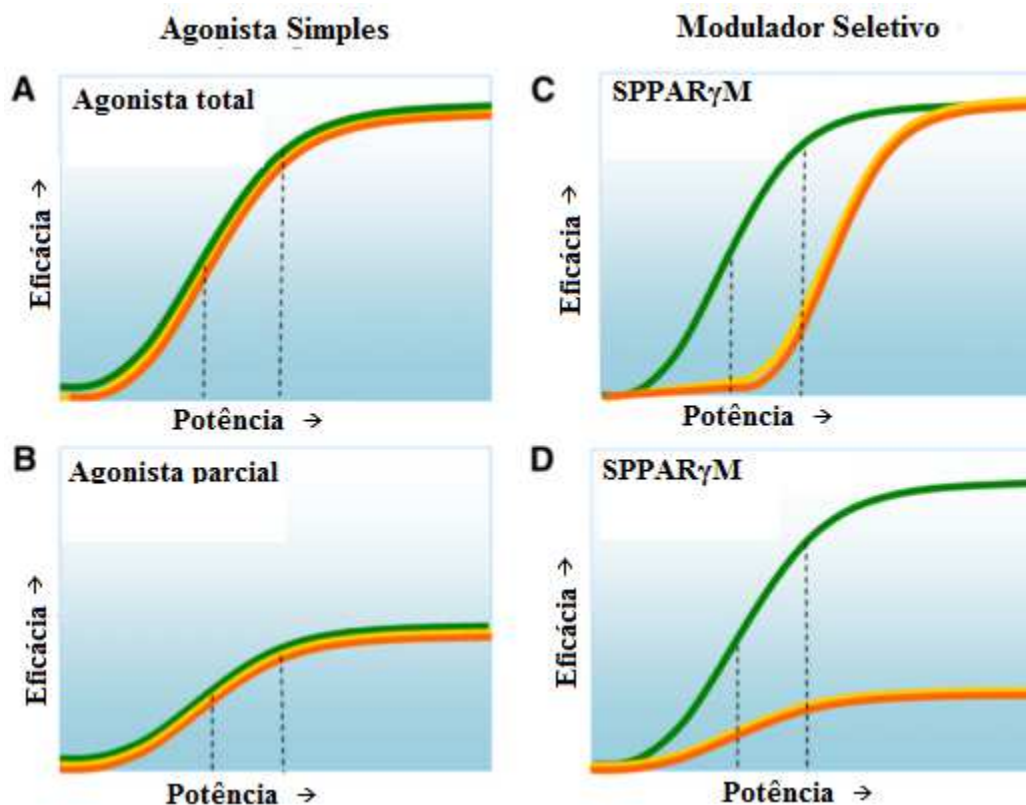 Agonista Simples
Modulador Seletivo
A
Agonista total
Eficácia →
Potência →
C
SPPARγM
Eficácia →
Potência →
B
Agonista parcial
Eficácia →
Potência →
D
SPPARγM
Eficácia →
Potência →